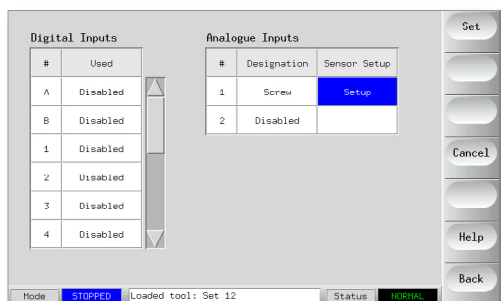 Digital Inputs
# Used
A Disabled
B Disabled
1 Disabled
2 Disabled
3 Disabled
4 Disabled
Analogue Inputs
# Designation Sensor Setup
1 Screw Setup
2 Disabled
Set
Cancel
Help
Back
Mode STOPPED Loaded tool: Set 12 Status NORMAL